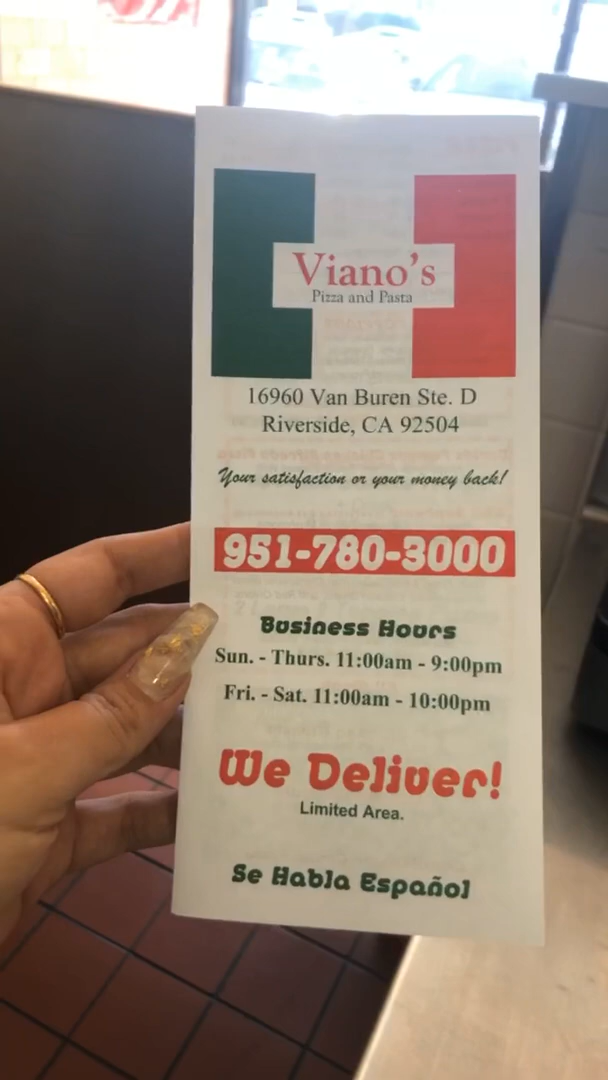 Viano's
Pizza and Pasta
16960 Van Buren Ste. D
Riverside, CA 92504
Your satisfaction or your money back!
951-780-3000
Business Hours
Sun. - Thurs. 11:00am - 9:00pm
Fri. - Sat. 11:00am - 10:00pm
We Deliver!
Limited Area.
Se Habla Español